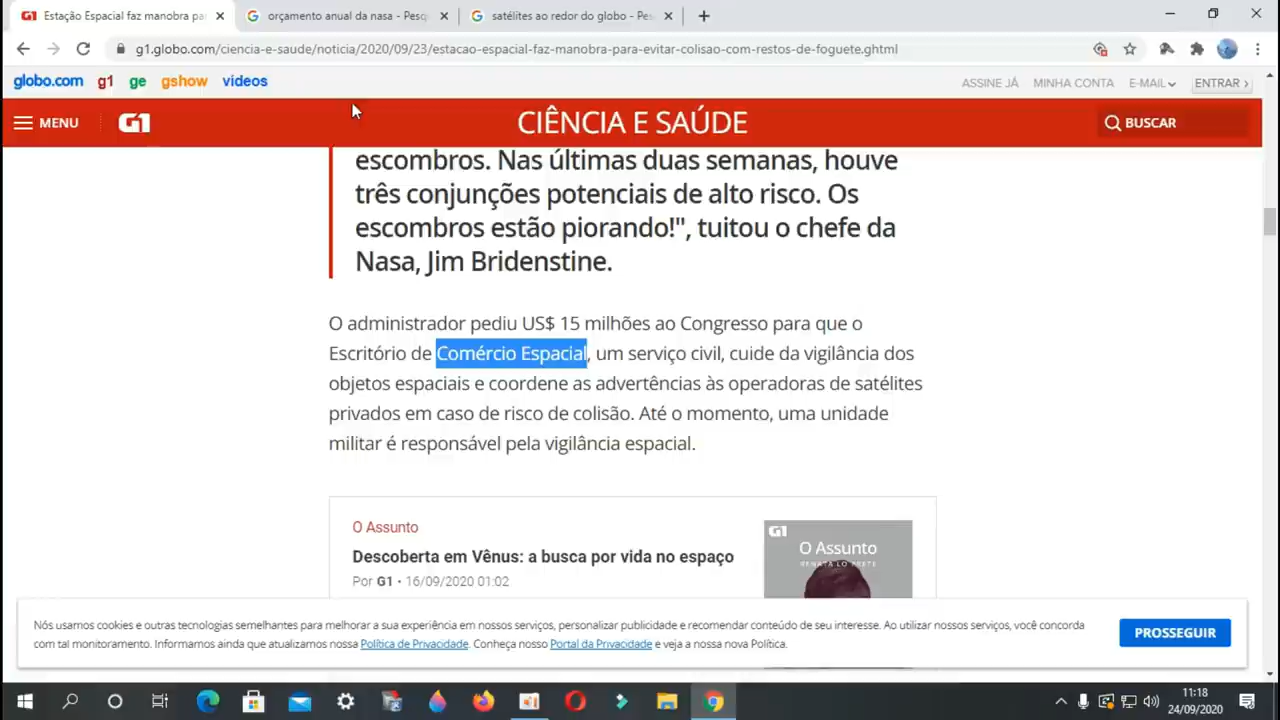 Estação Espacial faz manobra pa
orçamento anual da nasa - Pesq
satélites ao redor do globo - Pes
g1.globo.com/ciencia-e-saude/noticia/2020/09/23/estacao-espacial-faz-manobra-para-evitar-colisao-com-restos-de-foguete.ghtml
globo.com g1 ge gshow videos
ASSINE JÁ MINHA CONTA E-MAIL ENTRAR
MENU G1 CIÊNCIA E SAÚDE BUSCAR
escombros. Nas últimas duas semanas, houve
três conjunções potenciais de alto risco. Os
escombros estão piorando!", tuitou o chefe da
Nasa, Jim Bridenstine.
O administrador pediu US$ 15 milhões ao Congresso para que o
Escritório de Comércio Espacial, um serviço civil, cuide da vigilância dos
objetos espaciais e coordene as advertências às operadoras de satélites
privados em caso de risco de colisão. Até o momento, uma unidade
militar é responsável pela vigilância espacial.
O Assunto
Descoberta em Vênus: a busca por vida no espaço
Por G1 • 16/09/2020 01:02
G1
O Assunto
RENATA LO PRETE
Nós usamos cookies e outras tecnologias semelhantes para melhorar a sua experiência em nossos serviços, personalizar publicidade e recomendar conteúdo de seu interesse. Ao utilizar nossos serviços, você concorda
com tal monitoramento. Informamos ainda que atualizamos nossa Política de Privacidade. Conheça nosso Portal da Privacidade e veja a nossa nova Política.
PROSSEGUIR
11:18
24/09/2020